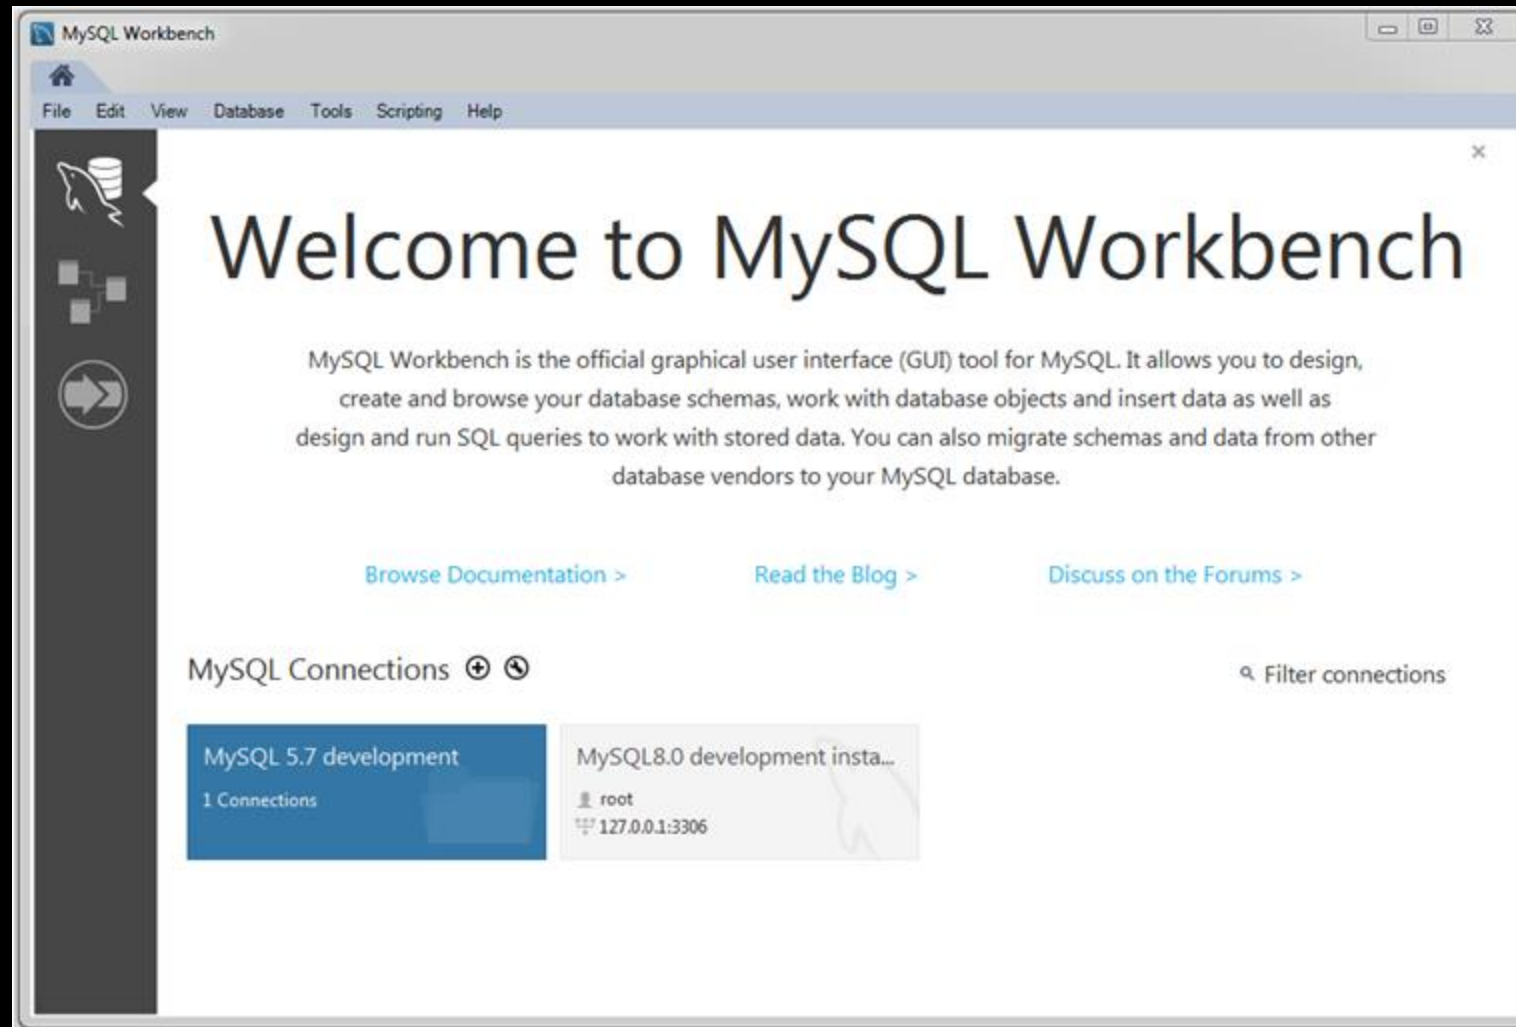 MySQL Workbench
File Edit View Database Tools Scripting Help
Welcome to MySQL Workbench
MySQL Workbench is the official graphical user interface (GUI) tool for MySQL. It allows you to design,
create and browse your database schemas, work with database objects and insert data as well as
design and run SQL queries to work with stored data. You can also migrate schemas and data from other
database vendors to your MySQL database.
Browse Documentation > Read the Blog > Discuss on the Forums >
MySQL Connections
Filter connections
MySQL 5.7 development
1 Connections
MySQL8.0 development insta...
root
127.0.0.1:3306